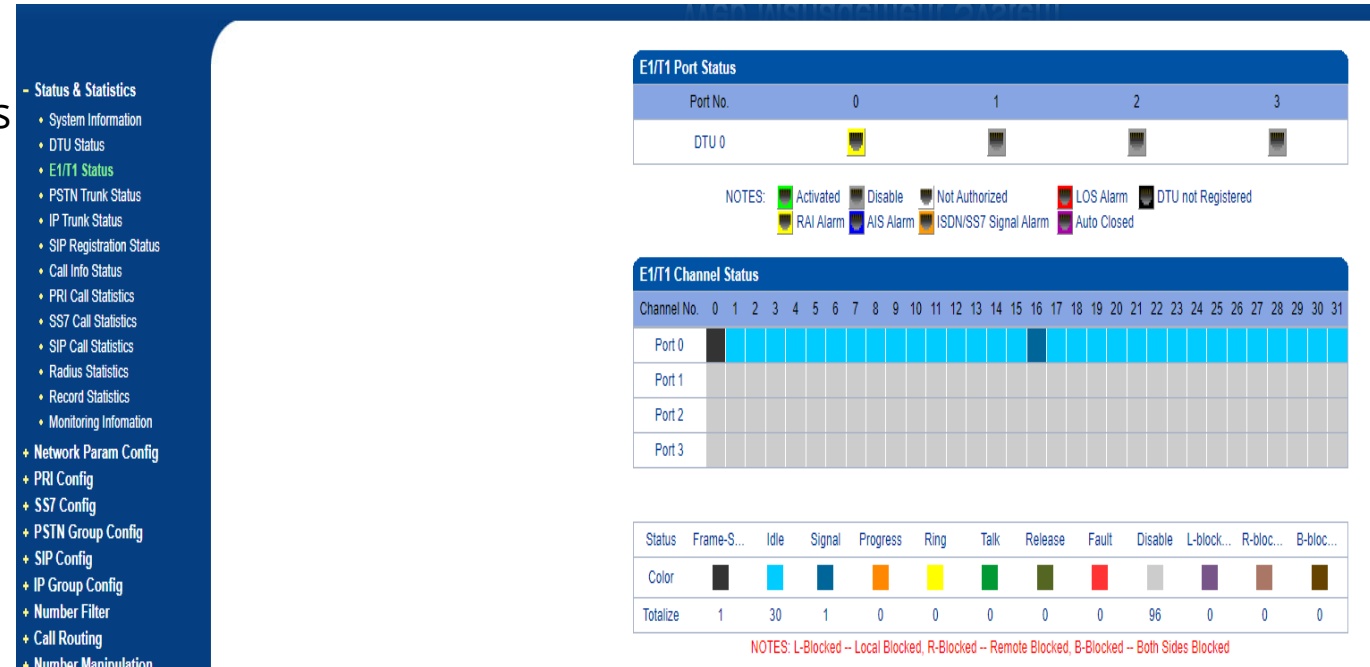 Web Management System
s
– Status & Statistics
System Information
DTU Status
E1/T1 Status
PSTN Trunk Status
IP Trunk Status
SIP Registration Status
Call Info Status
PRI Call Statistics
SS7 Call Statistics
SIP Call Statistics
Radius Statistics
Record Statistics
Monitoring Infomation
+ Network Param Config
+ PRI Config
+ SS7 Config
+ PSTN Group Config
+ SIP Config
+ IP Group Config
+ Number Filter
+ Call Routing
+ Number Manipulation
E1/T1 Port Status
Port No. 0 1 2 3
DTU 0
NOTES: Activated Disable Not Authorized LOS Alarm DTU not Registered
RAI Alarm AIS Alarm ISDN/SS7 Signal Alarm Auto Closed
E1/T1 Channel Status
Channel No. 0 1 2 3 4 5 6 7 8 9 10 11 12 13 14 15 16 17 18 19 20 21 22 23 24 25 26 27 28 29 30 31
Port 0
Port 1
Port 2
Port 3
Status Frame-S... Idle Signal Progress Ring Talk Release Fault Disable L-block... R-bloc... B-bloc...
Color
Totalize 1 30 1 0 0 0 0 0 96 0 0 0
NOTES: L-Blocked -- Local Blocked, R-Blocked -- Remote Blocked, B-Blocked -- Both Sides Blocked